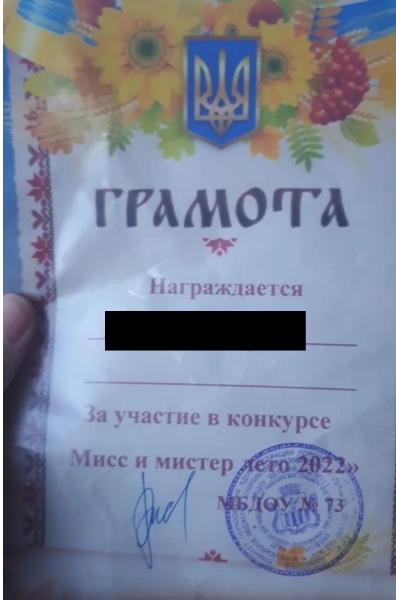 ГРАМОТА
Награждается
За участие в конкурсе
Мисс и мистер лето 2022»
МБДОУ № 73